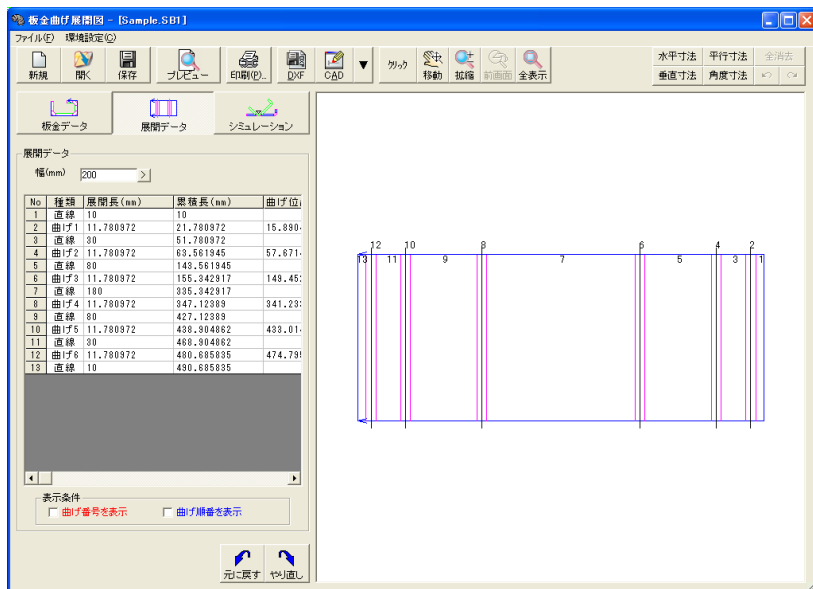 板金曲げ展開図 - [Sample.SB1]
ファイル(F) 環境設定(C)
新規 開く 保存 プレビュー 印刷(P)... DXF CAD ▼ クリック 移動 拡縮 前画面 全表示
水平寸法 平行寸法 全消去
垂直寸法 角度寸法
板金データ 展開データ シミュレーション
展開データ
幅(mm) 200 >
No 種類 展開長(mm) 累積長(mm) 曲げ位
1 直線 10 10
2 曲げ1 11.780972 21.780972 15.890
3 直線 30 51.780972
4 曲げ2 11.780972 63.561945 57.671
5 直線 80 143.561945
6 曲げ3 11.780972 155.342917 149.45
7 直線 180 335.342917
8 曲げ4 11.780972 347.12389 341.23
9 直線 80 427.12389
10 曲げ5 11.780972 438.904862 433.01
11 直線 30 468.904862
12 曲げ6 11.780972 480.685835 474.79
13 直線 10 490.685835
表示条件
曲げ番号を表示 曲げ順番を表示
元に戻す やり直し
12 10 8 6 4 2
13 11 9 7 5 3 1